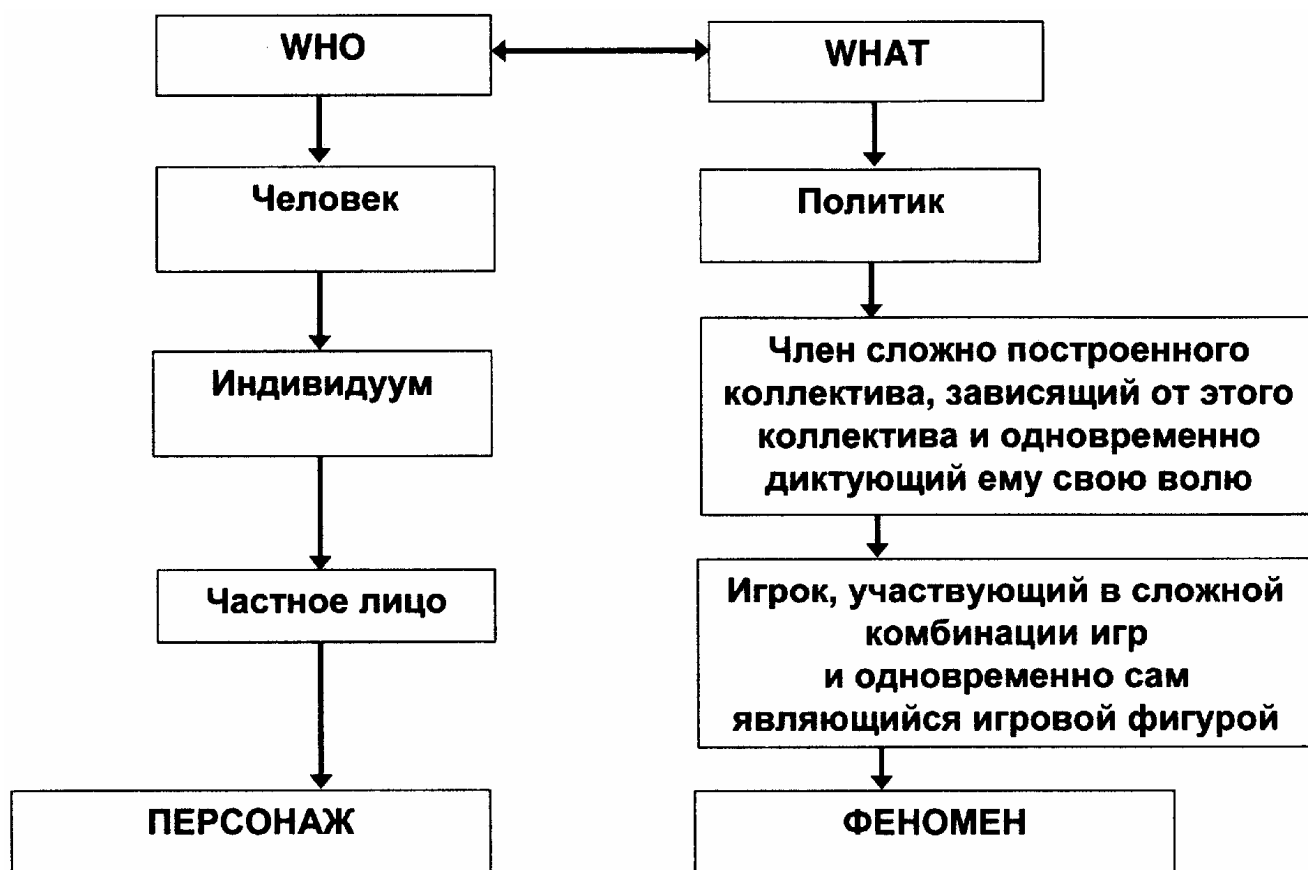 WHO
WHAT
Человек
Политик
Индивидуум
Член сложно построенного
коллектива, зависящий от этого
коллектива и одновременно
диктующий ему свою волю
Частное лицо
Игрок, участвующий в сложной
комбинации игр
и одновременно сам
являющийся игровой фигурой
ПЕРСОНАЖ
ФЕНОМЕН